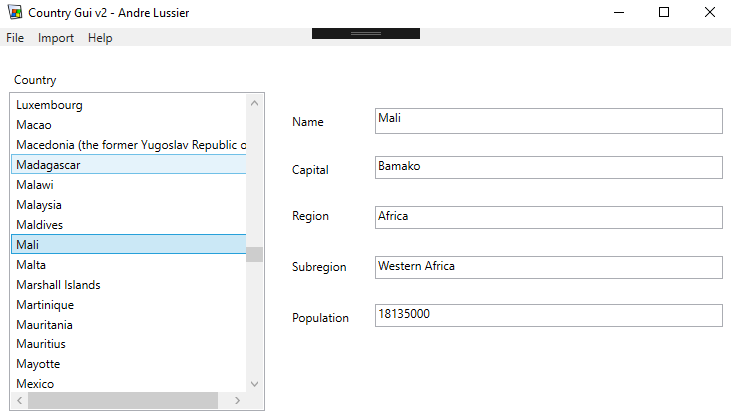 Country Gui v2 - Andre Lussier
File Import Help
Country
Luxembourg
Macao
Macedonia (the former Yugoslav Republic o
Madagascar
Malawi
Malaysia
Maldives
Mali
Malta
Marshall Islands
Martinique
Mauritania
Mauritius
Mayotte
Mexico
Name Mali
Capital Bamako
Region Africa
Subregion Western Africa
Population 18135000